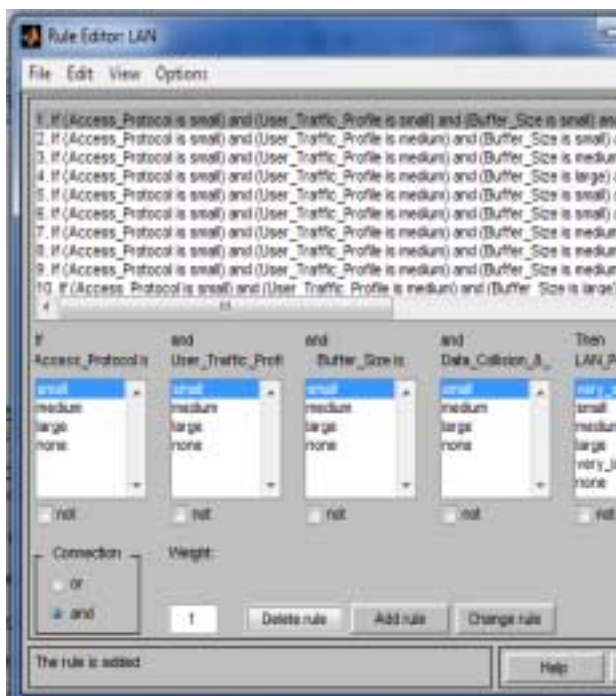 Rule Editor: LAN
File Edit View Options
1. If (Access_Protocol is small) and (User_Traffic_Profile is small) and (Buffer_Size is small) and
2. If (Access_Protocol is small) and (User_Traffic_Profile is medium) and (Buffer_Size is small)
3. If (Access_Protocol is small) and (User_Traffic_Profile is medium) and (Buffer_Size is medium
4. If (Access_Protocol is small) and (User_Traffic_Profile is medium) and (Buffer_Size is large)
5. If (Access_Protocol is small) and (User_Traffic_Profile is small) and (Buffer_Size is small)
6. If (Access_Protocol is small) and (User_Traffic_Profile is medium) and (Buffer_Size is small)
7. If (Access_Protocol is small) and (User_Traffic_Profile is medium) and (Buffer_Size is medium
8. If (Access_Protocol is small) and (User_Traffic_Profile is medium) and (Buffer_Size is medium
9. If (Access_Protocol is small) and (User_Traffic_Profile is medium) and (Buffer_Size is medium
10. If (Access_Protocol is small) and (User_Traffic_Profile is medium) and (Buffer_Size is large)
If and and and Then
Access_Protocol is User_Traffic_Profi Buffer_Size is Data_Collision_&_ LAN_P
small small small small very_
medium medium medium medium small
large large large large medium
none none none none large
very_
none
not not not not not
Connection Weight:
or
and 1 Delete rule Add rule Change rule
The rule is added Help